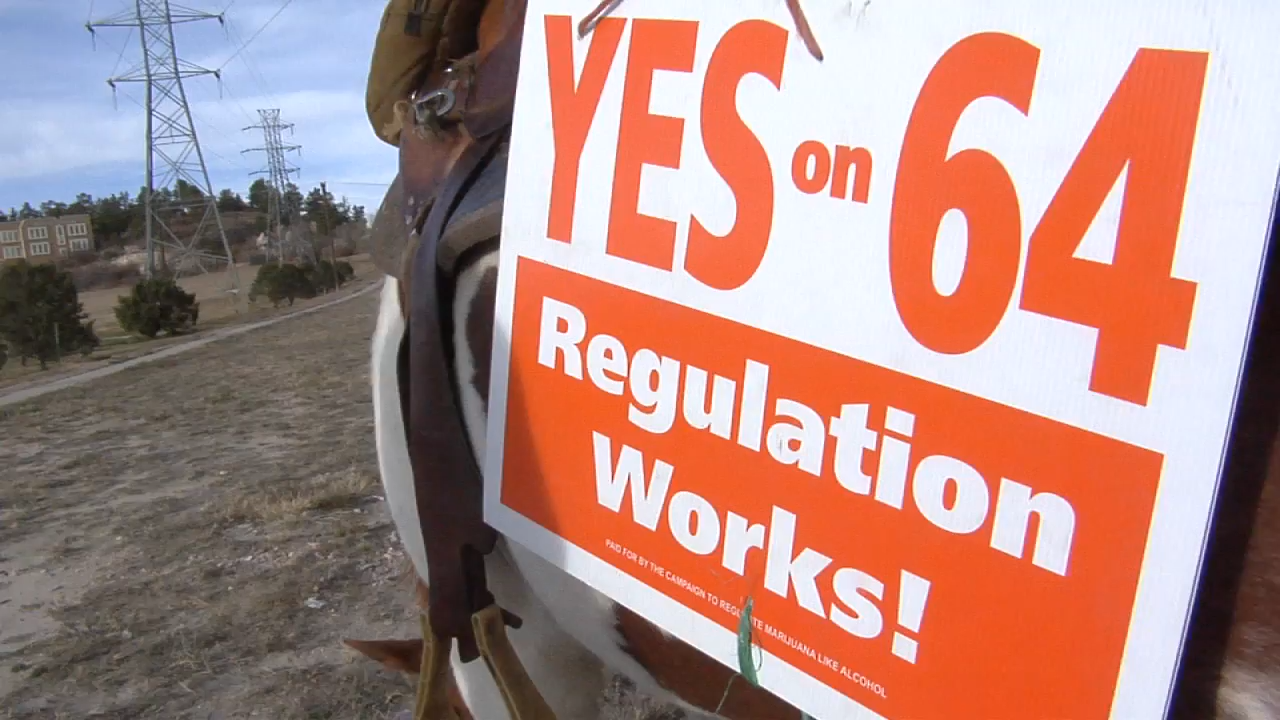 YES on 64
Regulation
Works!
PAID FOR BY THE CAMPAIGN TO MARIJUANA LIKE ALCOHOL